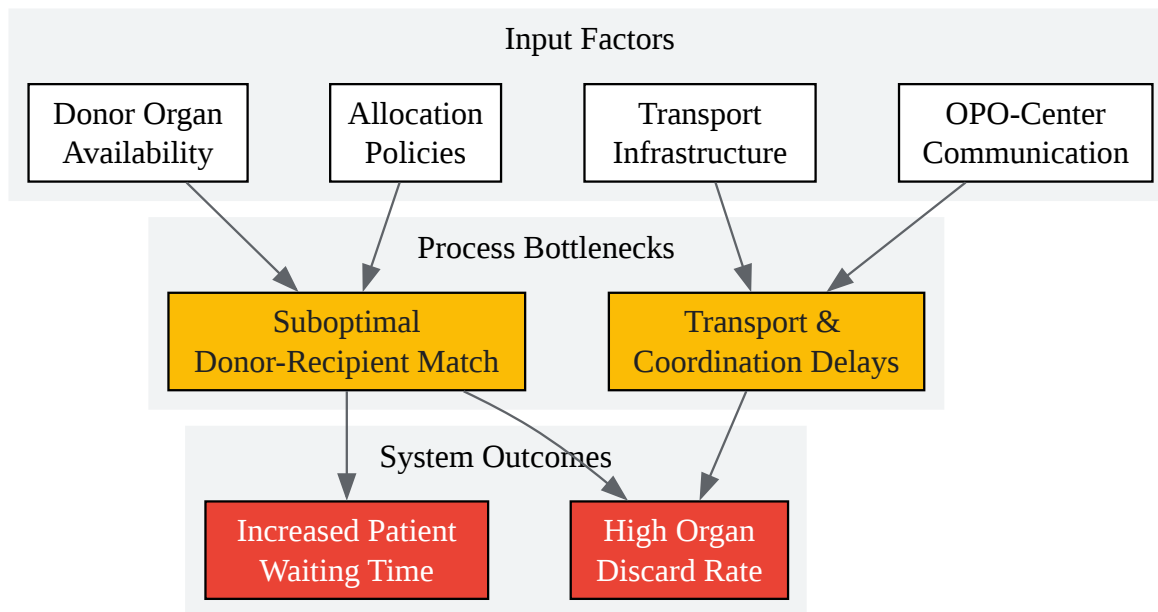 Input Factors
Donor Organ
Availability
Allocation
Policies
Transport
Infrastructure
OPO-Center
Communication
Process Bottlenecks
Suboptimal
Donor-Recipient Match
Transport &
Coordination Delays
System Outcomes
Increased Patient
Waiting Time
High Organ
Discard Rate